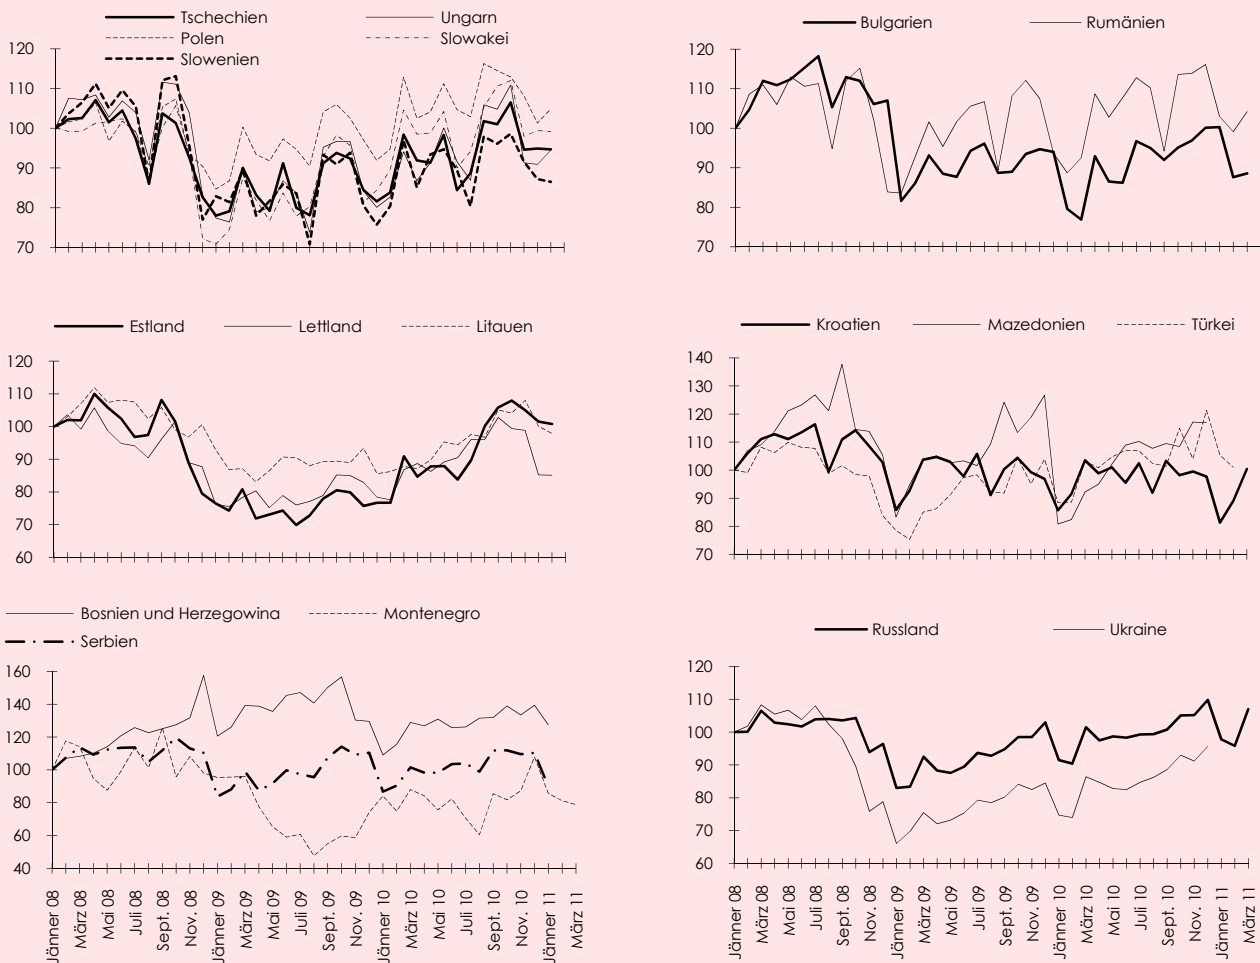 Tschechien Ungarn
Polen Slowakei
Slowenien
120
110
100
90
80
70
Bulgarien Rumänien
120
110
100
90
80
70
Estland Lettland Litauen
120
110
100
90
80
70
60
Kroatien Mazedonien Türkei
140
130
120
110
100
90
80
70
Bosnien und Herzegowina Montenegro
Serbien
160
140
120
100
80
60
40
Jänner 08
März 08
Mai 08
Juli 08
Sept. 08
Nov. 08
Jänner 09
März 09
Mai 09
Juli 09
Sept. 09
Nov. 09
Jänner 10
März 10
Mai 10
Juli 10
Sept. 10
Nov. 10
Jänner 11
März 11
Russland Ukraine
120
110
100
90
80
70
60
Jänner 08
März 08
Mai 08
Juli 08
Sept. 08
Nov. 08
Jänner 09
März 09
Mai 09
Juli 09
Sept. 09
Nov. 09
Jänner 10
März 10
Mai 10
Juli 10
Sept. 10
Nov. 10
Jänner 11
März 11